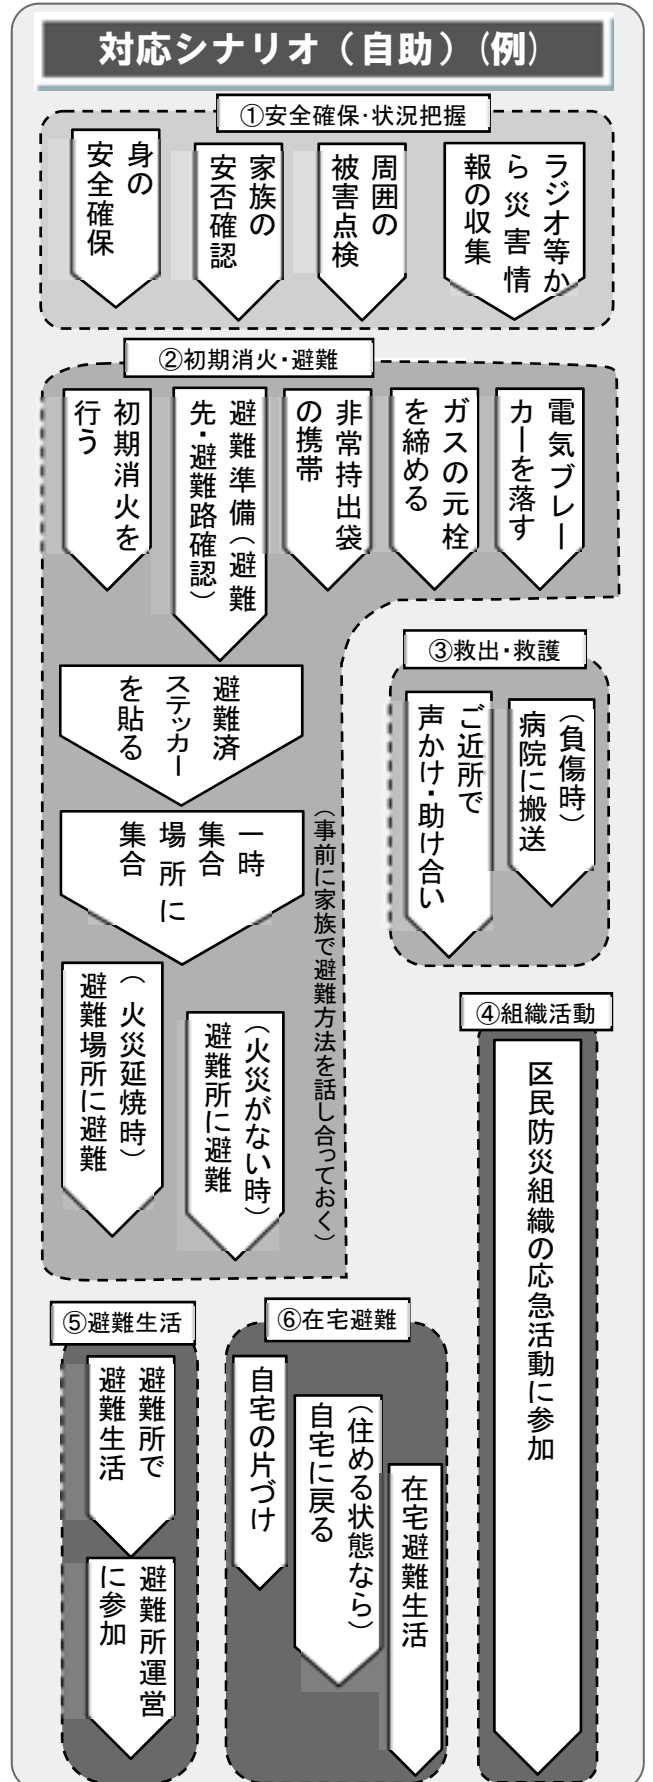 対応シナリオ（自助）（例）
①安全確保・状況把握
身の
安全確保
家族の
安否確認
周囲の
被害点検
ラジオ等か
ら災害情
報の収集
②初期消火・避難
初期消火を
行う
避難準備（避難
先・避難路確認）
非常持出袋
の携帯
ガスの元栓
を締める
電気ブレー
カーを落す
避難済
ステッカー
を貼る
一時
集合
場所に
集合
（火災延焼時）
避難場所に避難
（火災がない時）
避難所に避難
（事前に家族で避難方法を話し合っておく）
③救出・救護
ご近所で
声かけ・助け合い
（負傷時）
病院に搬送
④組織活動
区民防災組織の応急活動に参加
⑤避難生活
避難所で
避難生活
避難所運営
に参加
⑥在宅避難
自宅の片づけ
（住める状態なら）
自宅に戻る
在宅避難生活